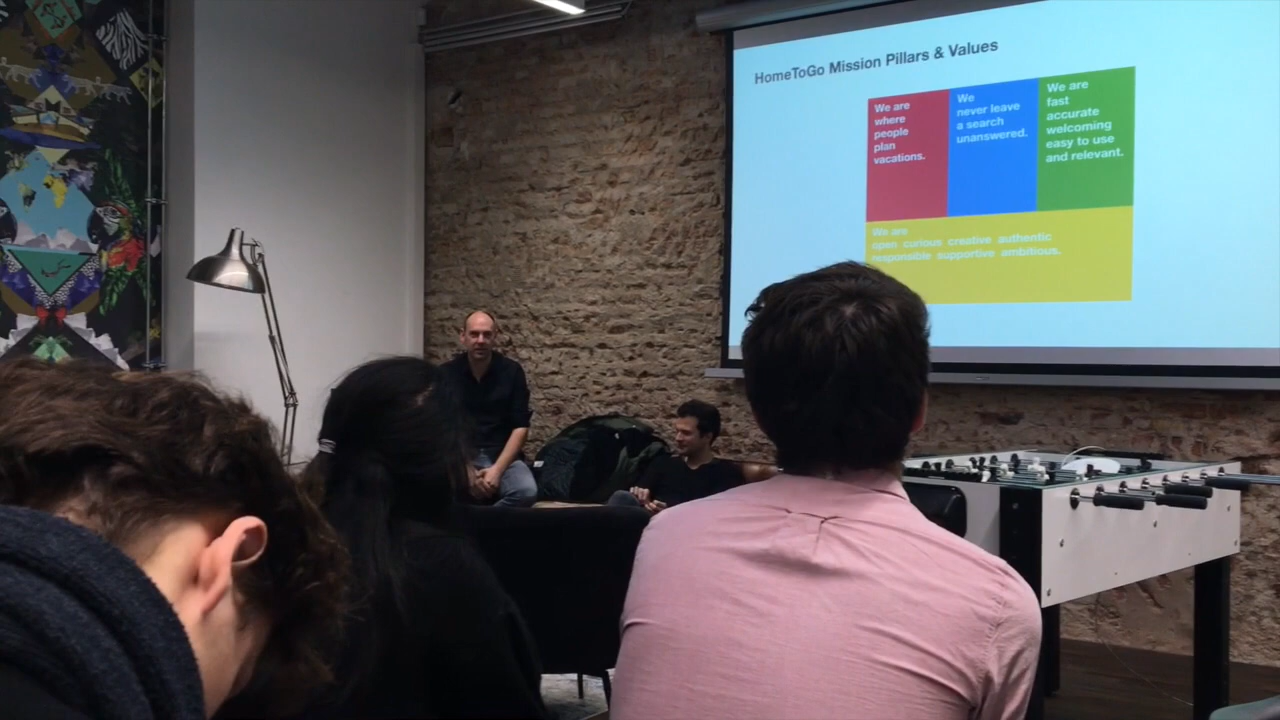 HomeToGo Mission Pillars & Values
We are
where
people
plan
vacations.
We
never leave
a search
unanswered.
We are
fast
accurate
welcoming
easy to use
and relevant.
We are
open curious creative authentic
responsible supportive ambitious.